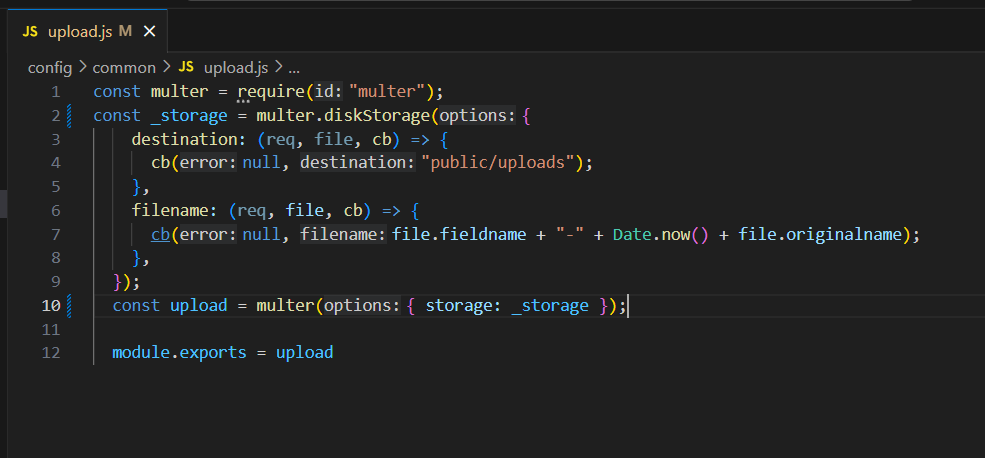 JS upload.js M ×
config > common > JS upload.js > ...
1 const multer = require(id: "multer");
2 const _storage = multer.diskStorage(options: {
3 destination: (req, file, cb) => {
4 cb(error: null, destination: "public/uploads");
5 },
6 filename: (req, file, cb) => {
7 cb(error: null, filename: file.fieldname + "-" + Date.now() + file.originalname);
8 },
9 });
10 const upload = multer(options: { storage: _storage });
11
12 module.exports = upload